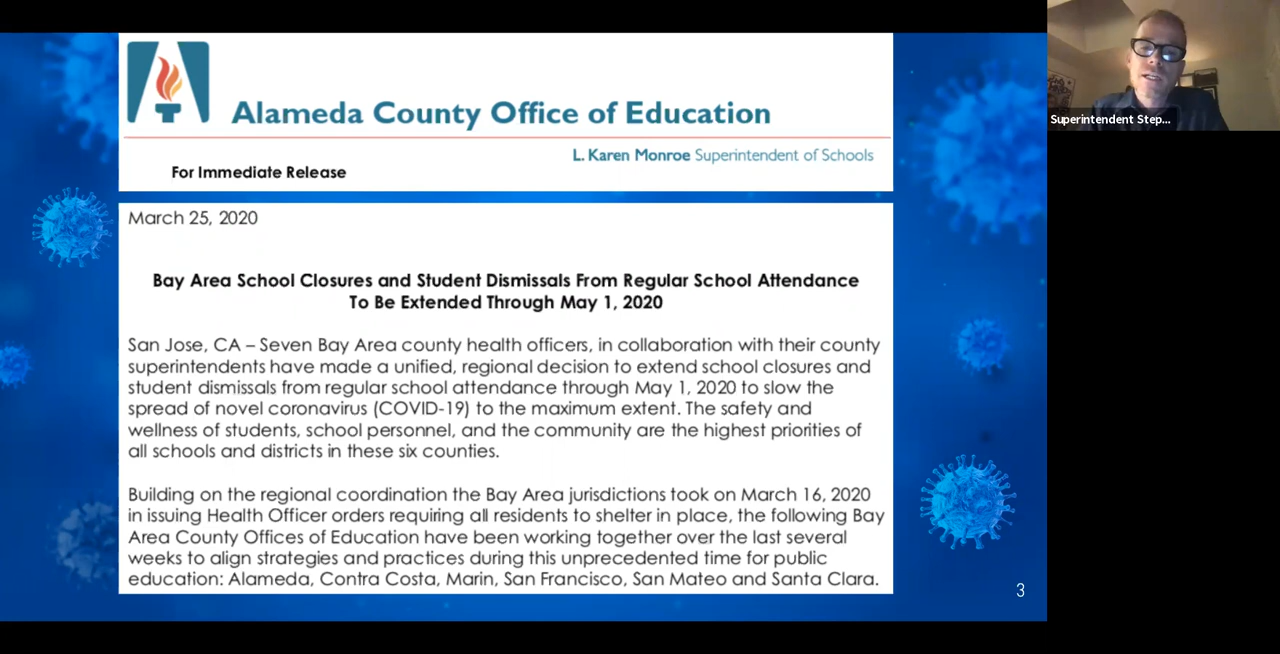 Alameda County Office of Education
L. Karen Monroe Superintendent of Schools
For Immediate Release
March 25, 2020
Bay Area School Closures and Student Dismissals From Regular School Attendance
To Be Extended Through May 1, 2020
San Jose, CA – Seven Bay Area county health officers, in collaboration with their county
superintendents have made a unified, regional decision to extend school closures and
student dismissals from regular school attendance through May 1, 2020 to slow the
spread of novel coronavirus (COVID-19) to the maximum extent. The safety and
wellness of students, school personnel, and the community are the highest priorities of
all schools and districts in these six counties.
Building on the regional coordination the Bay Area jurisdictions took on March 16, 2020
in issuing Health Officer orders requiring all residents to shelter in place, the following Bay
Area County Offices of Education have been working together over the last several
weeks to align strategies and practices during this unprecedented time for public
education: Alameda, Contra Costa, Marin, San Francisco, San Mateo and Santa Clara.
3
Superintendent Step...